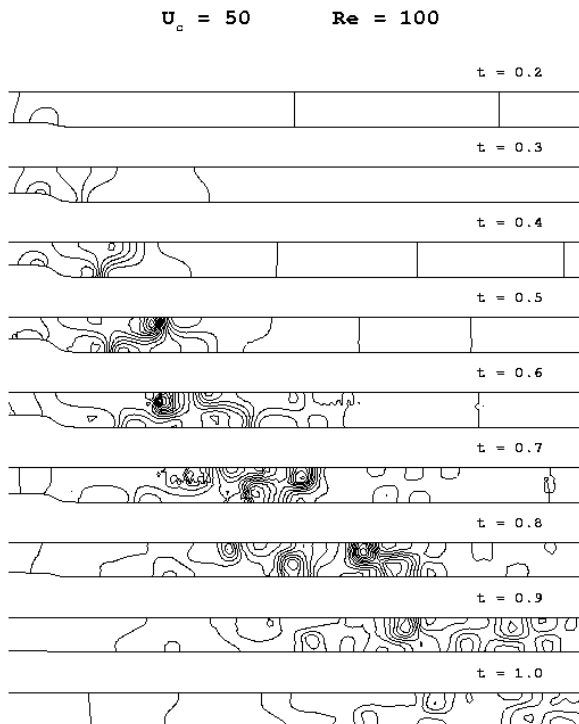 U_c = 50 Re = 100
t = 0.2
t = 0.3
t = 0.4
t = 0.5
t = 0.6
t = 0.7
t = 0.8
t = 0.9
t = 1.0